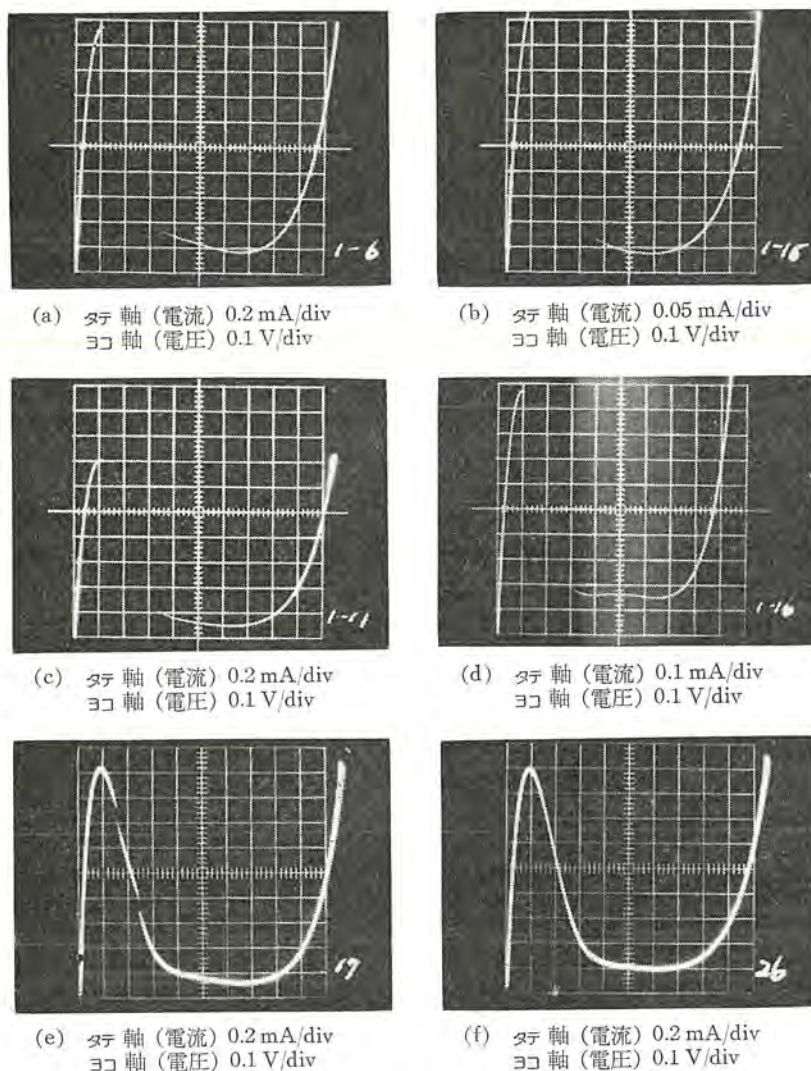 1-6
1-15
(a) タテ 軸 (電流) 0.2 mA/div
ヨコ 軸 (電圧) 0.1 V/div
(b) タテ 軸 (電流) 0.05 mA/div
ヨコ 軸 (電圧) 0.1 V/div
1-11
1-16
(c) タテ 軸 (電流) 0.2 mA/div
ヨコ 軸 (電圧) 0.1 V/div
(d) タテ 軸 (電流) 0.1 mA/div
ヨコ 軸 (電圧) 0.1 V/div
19
26
(e) タテ 軸 (電流) 0.2 mA/div
ヨコ 軸 (電圧) 0.1 V/div
(f) タテ 軸 (電流) 0.2 mA/div
ヨコ 軸 (電圧) 0.1 V/div